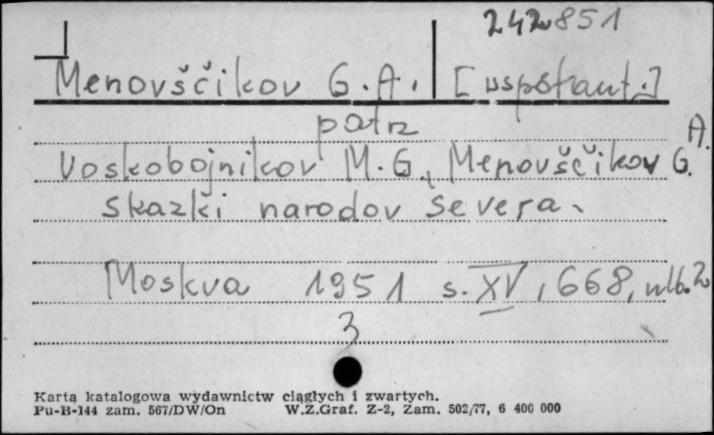 242851
Menovščikov G. A. [współaut.]
patrz
Voskobojnikov M. G., Menovščikov G. A.
Skazki narodov Severa.
Moskva 1951 s. XV, 668, nlb. 2
3
Karta katalogowa wydawnictw ciągłych i zwartych.
Pu-B-144 zam. 567/DW/On W.Z.Graf. Z-2, Zam. 502/77, 6 400 000